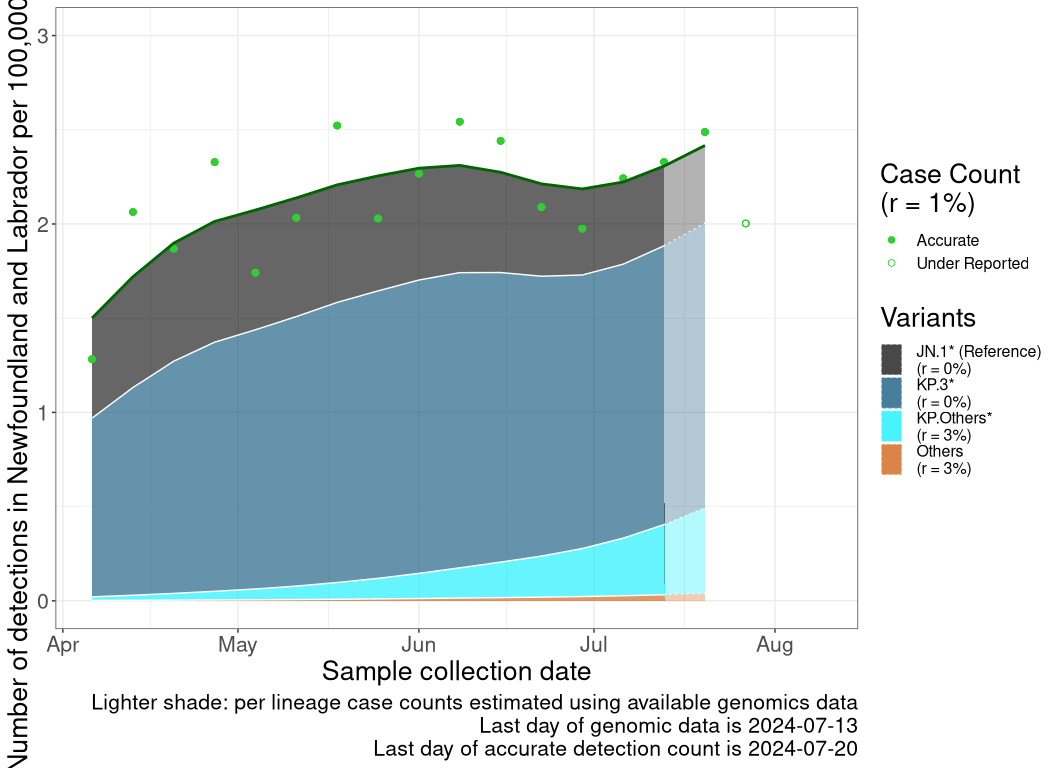 Number of detections in Newfoundland and Labrador per 100,000
3
2
1
0
Apr
May
Jun
Jul
Aug
Sample collection date
Lighter shade: per lineage case counts estimated using available genomics data
Last day of genomic data is 2024-07-13
Last day of accurate detection count is 2024-07-20
Case Count
(r = 1%)
Accurate
Under Reported
Variants
JN.1* (Reference)
(r = 0%)
KP.3*
(r = 0%)
KP.Others*
(r = 3%)
Others
(r = 3%)